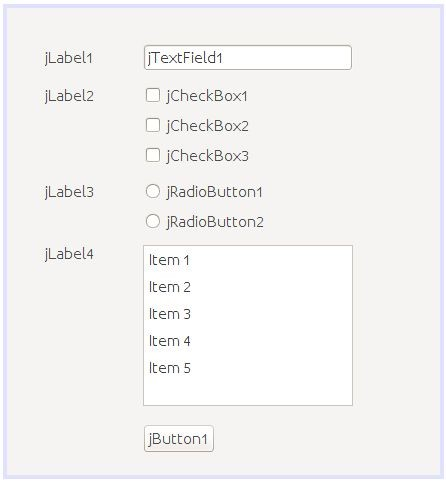 jLabel1 jTextField1
jLabel2 jCheckBox1
jCheckBox2
jCheckBox3
jLabel3 jRadioButton1
jRadioButton2
jLabel4
Item 1
Item 2
Item 3
Item 4
Item 5
jButton1